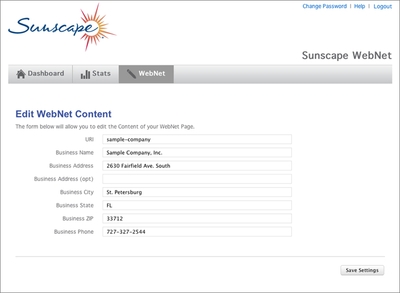 Sunscape
Change Password | Help | Logout
Sunscape WebNet
Dashboard Stats WebNet
Edit WebNet Content
The form below will allow you to edit the Content of your WebNet Page.
URI sample-company
Business Name Sample Company, Inc.
Business Address 2630 Fairfield Ave. South
Business Address (opt)
Business City St. Petersburg
Business State FL
Business ZIP 33712
Business Phone 727-327-2544
Save Settings